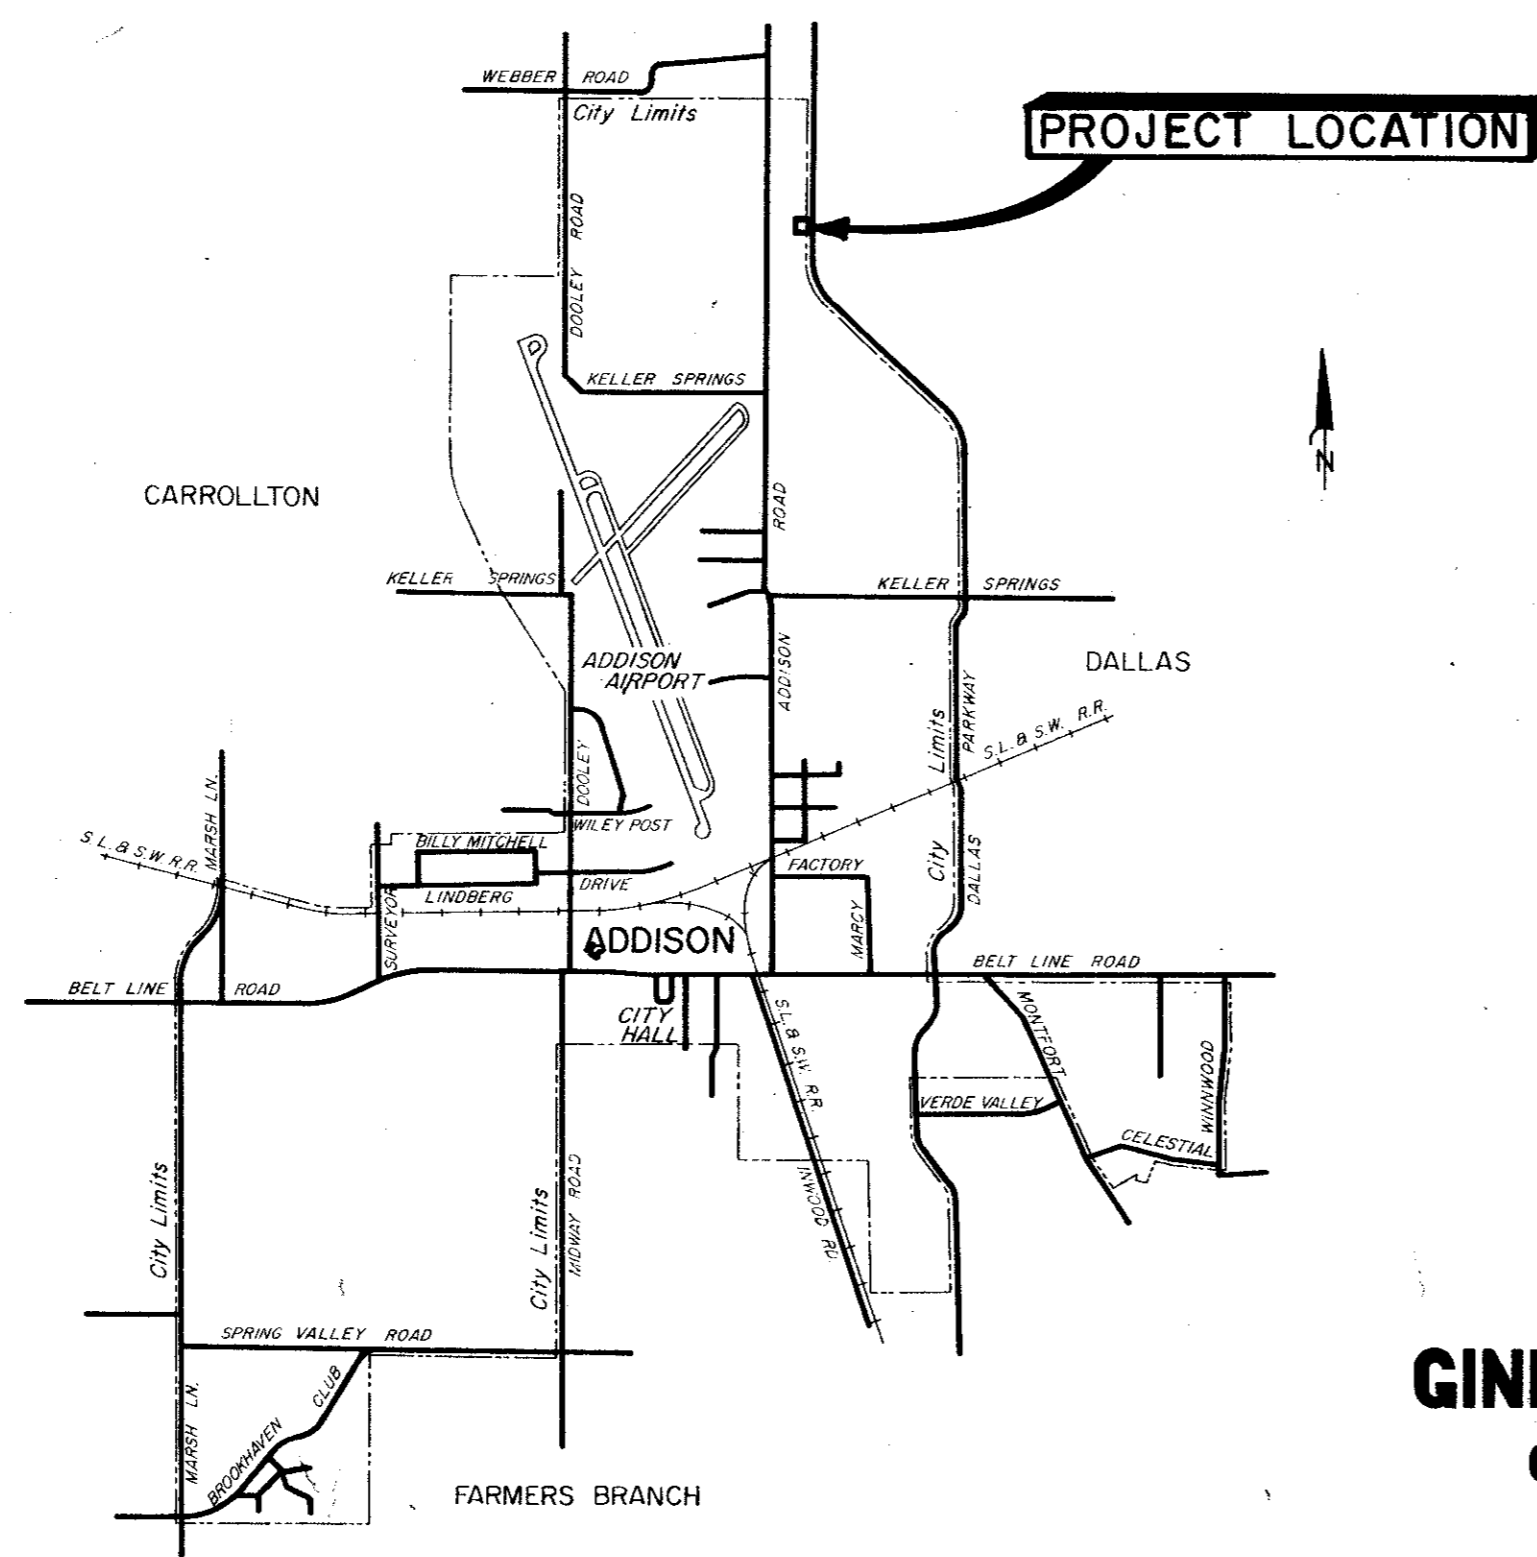 WEBBER ROAD
City Limits
PROJECT LOCATION
DOOLEY ROAD
KELLER SPRINGS
N
CARROLLTON
ROAD
KELLER SPRINGS
KELLER SPRINGS
ADDISON
AIRPORT
ADDISON
DALLAS
City Limits
PARKWAY
S.L. & S.W. R.R.
DOOLEY
MARSH LN.
WILEY POST
S.L. & S.W. R.R.
BILLY MITCHELL
FACTORY
DALLAS
LINDBERG
DRIVE
SURVEYOR
MARCY
ADDISON
BELT LINE ROAD
BELT LINE ROAD
CITY
HALL
S.L. & S.W. R.R.
MONTFORT
WINNWOOD
VERDE VALLEY
CELESTIAL
City Limits
City Limits
MIDWAY ROAD
INWOOD RD.
SPRING VALLEY ROAD
MARSH LN.
BROOKHAVEN CLUB
FARMERS BRANCH